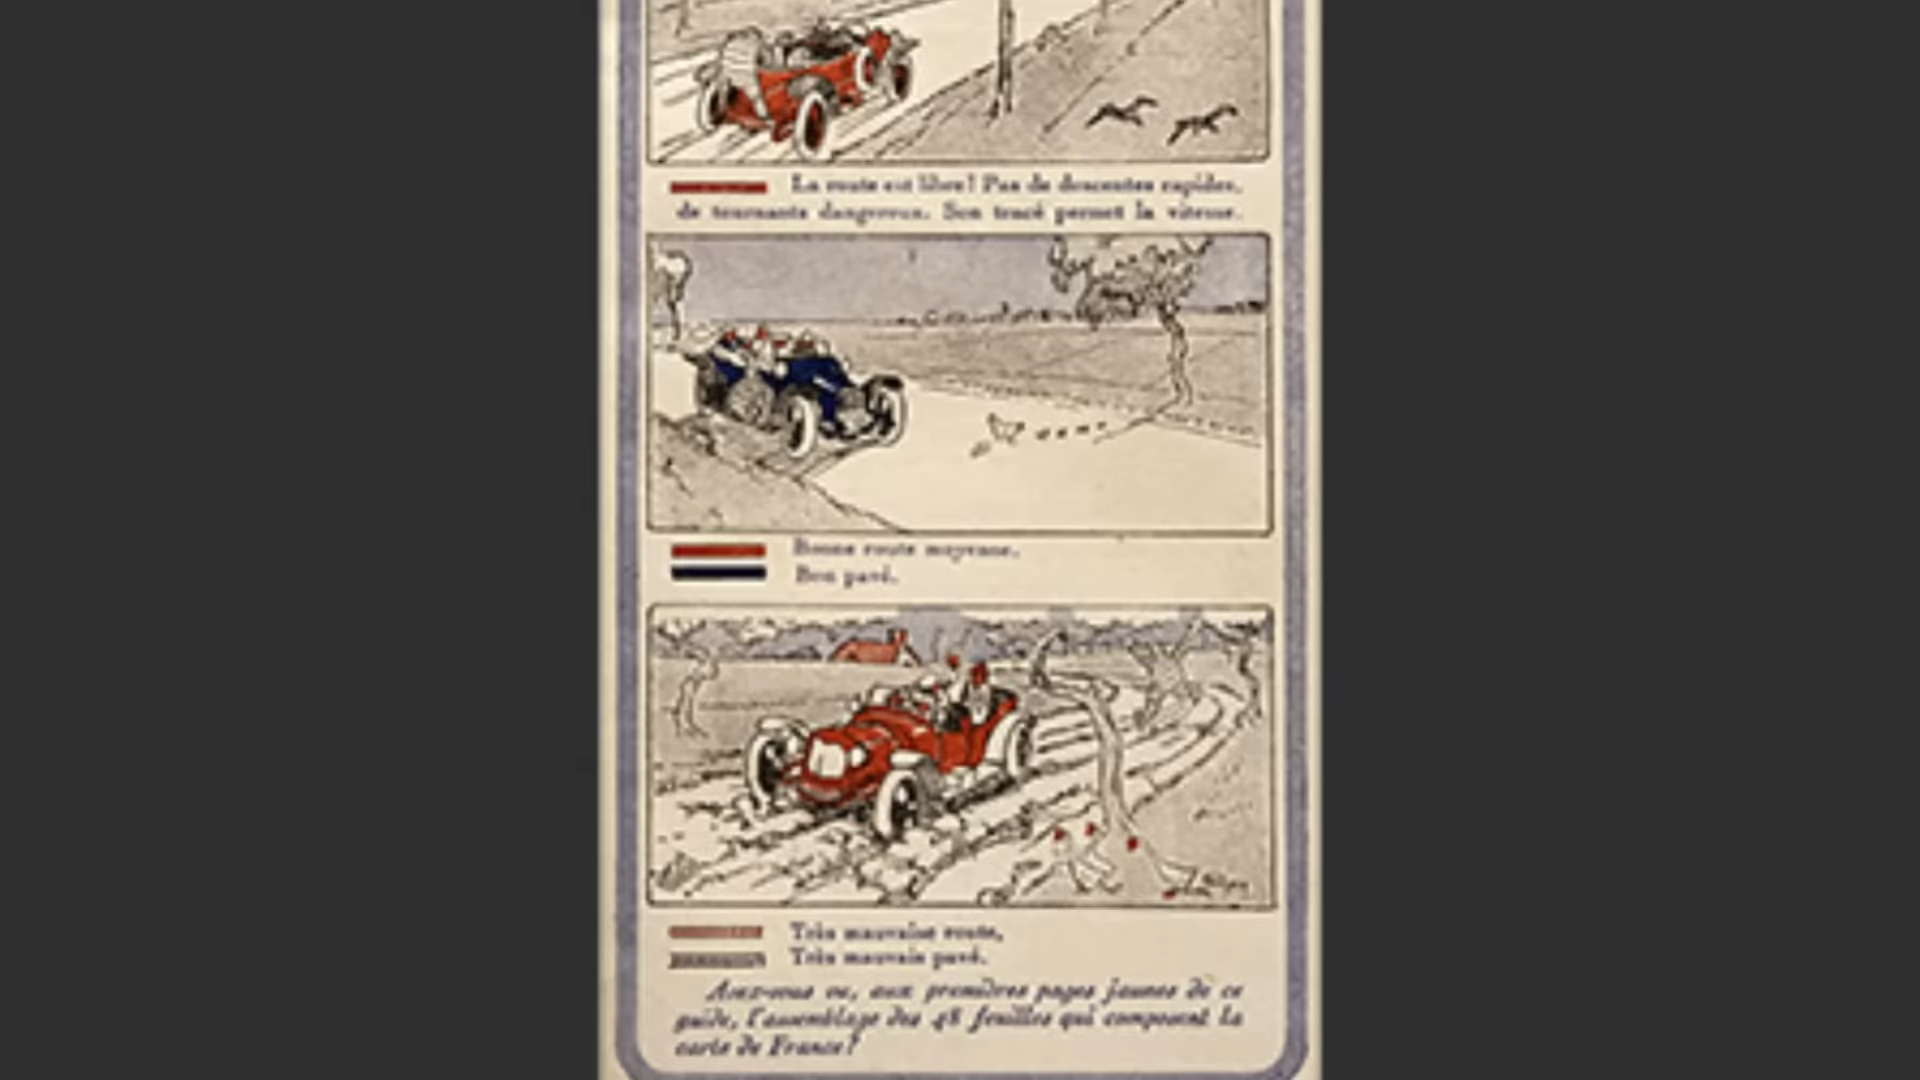 La route est libre! Pas de descentes rapides,
de tournants dangereux. Son tracé permet la vitesse.
Bonne route moyenne.
Bon pavé.
Très mauvaise route,
Très mauvais pavé.
Avez-vous vu, aux premières pages jaunes de ce
guide, l'assemblage des 48 feuilles qui composent la
carte de France?